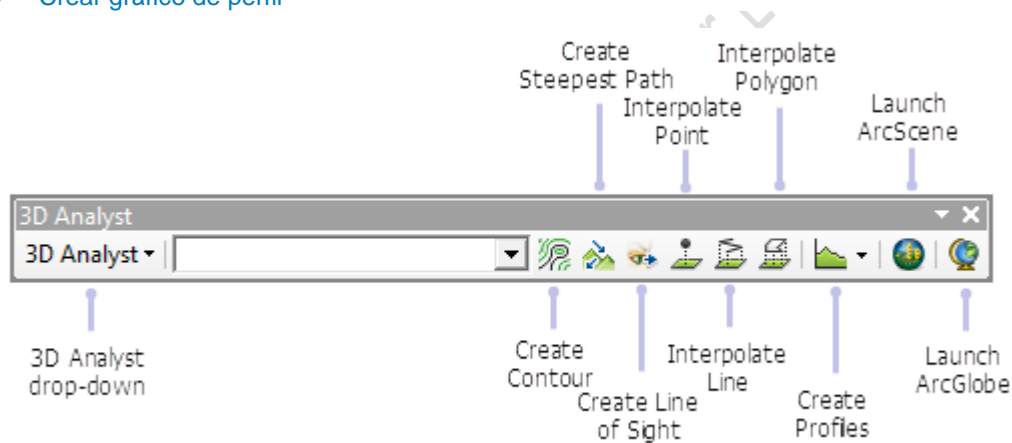 Crear gráfico de perfil
Create
Steepest Path
Interpolate
Polygon
Interpolate
Point
Launch
ArcScene
3D Analyst
3D Analyst
3D Analyst
drop-down
Create
Contour
Create Line
of Sight
Interpolate
Line
Create
Profiles
Launch
ArcGlobe